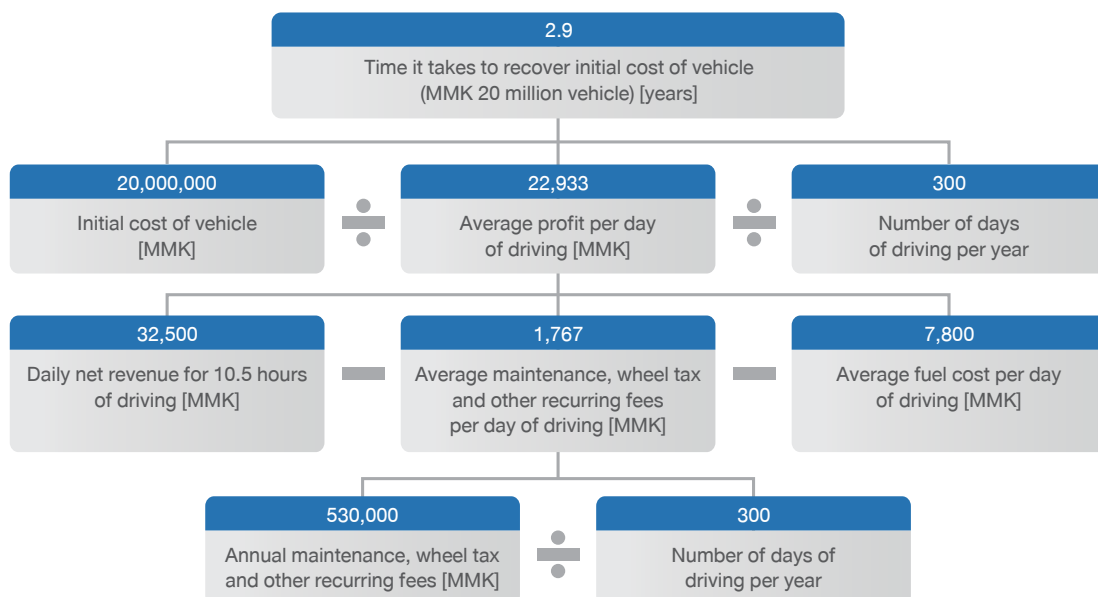 2.9
Time it takes to recover initial cost of vehicle
(MMK 20 million vehicle) [years]
20,000,000
Initial cost of vehicle
[MMK]
22,933
Average profit per day
of driving [MMK]
300
Number of days
of driving per year
32,500
Daily net revenue for 10.5 hours
of driving [MMK]
1,767
Average maintenance, wheel tax
and other recurring fees
per day of driving [MMK]
7,800
Average fuel cost per day
of driving [MMK]
530,000
Annual maintenance, wheel tax
and other recurring fees [MMK]
300
Number of days of
driving per year